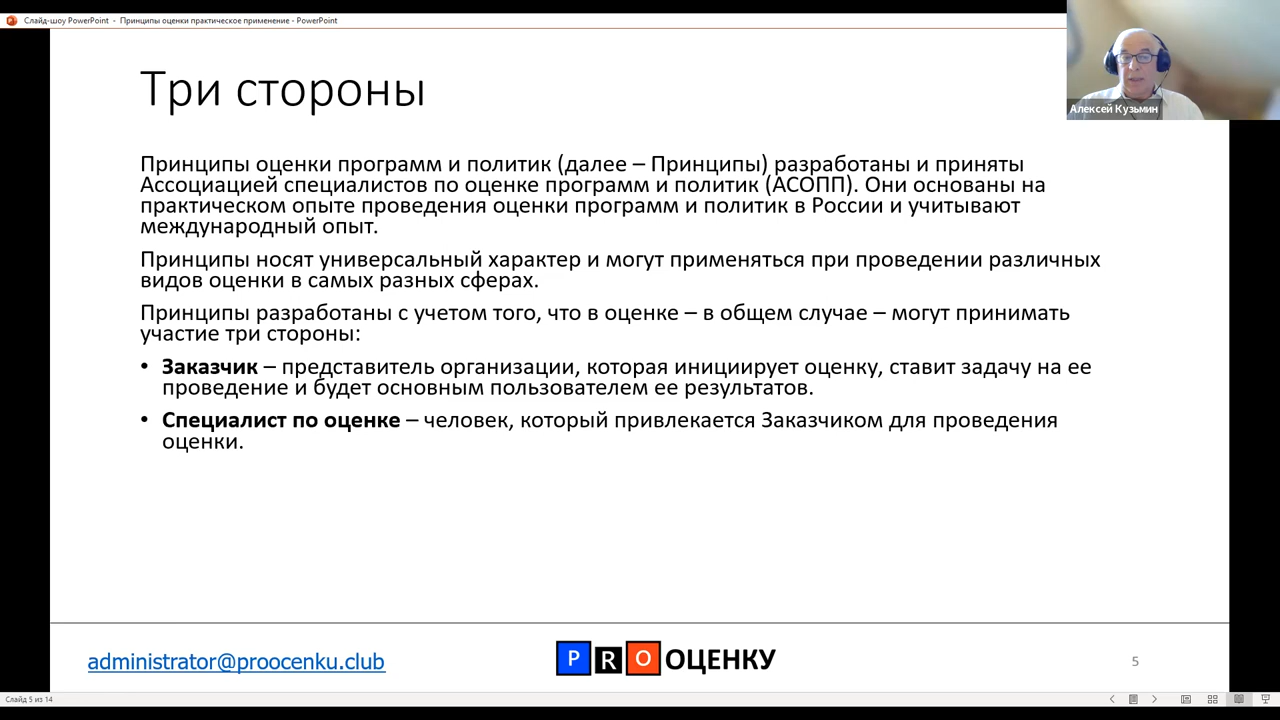 Слайд-шоу PowerPoint - Принципы оценки практическое применение - PowerPoint
Алексей Кузьмин
Три стороны
Принципы оценки программ и политик (далее – Принципы) разработаны и приняты
Ассоциацией специалистов по оценке программ и политик (АСОПП). Они основаны на
практическом опыте проведения оценки программ и политик в России и учитывают
международный опыт.
Принципы носят универсальный характер и могут применяться при проведении различных
видов оценки в самых разных сферах.
Принципы разработаны с учетом того, что в оценке – в общем случае – могут принимать
участие три стороны:
• Заказчик – представитель организации, которая инициирует оценку, ставит задачу на ее
проведение и будет основным пользователем ее результатов.
• Специалист по оценке – человек, который привлекается Заказчиком для проведения
оценки.
administrator@proocenku.club
PRO ОЦЕНКУ
5
Слайд 5 из 14